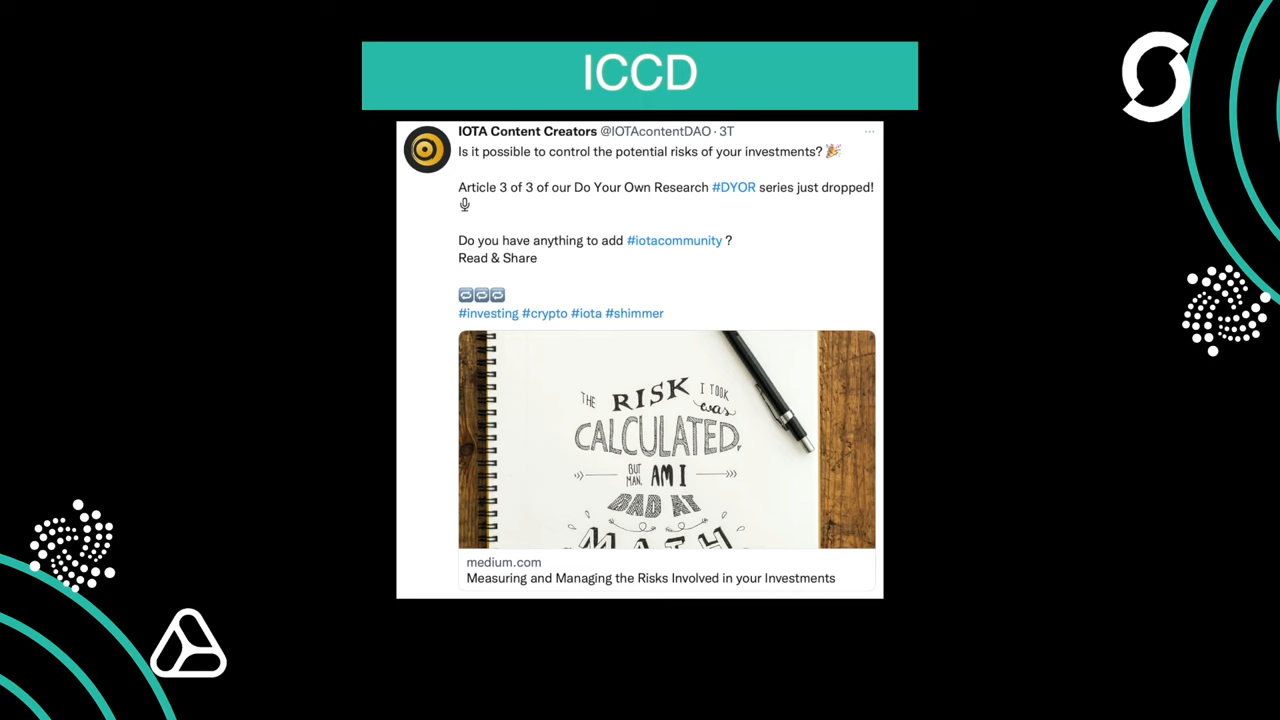 ICCD
IOTA Content Creators @IOTAcontentDAO · 3T
Is it possible to control the potential risks of your investments? 🎉
Article 3 of 3 of our Do Your Own Research #DYOR series just dropped!
🎙
Do you have anything to add #iotacommunity ?
Read & Share
🔁🔁🔁
#investing #crypto #iota #shimmer
THE RISK I TOOK
was
CALCULATED,
BUT
MAN, AM I
BAD AT
MATH
medium.com
Measuring and Managing the Risks Involved in your Investments